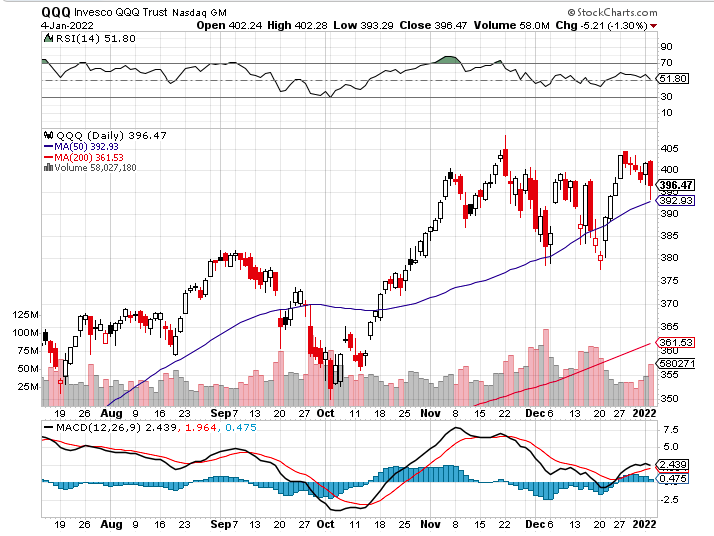 QQQ Invesco QQQ Trust Nasdaq GM © StockCharts.com
4-Jan-2022 Open 402.24 High 402.28 Low 393.29 Close 396.47 Volume 58.0M Chg -5.21 (-1.30%)
RSI(14) 51.80
90
70
51.80
30
10
QQQ (Daily) 396.47
MA(50) 392.93
MA(200) 361.53
Volume 58,027,180
405
400
396.47
392.93
390
385
380
375
370
365
361.53
360
580271
355
350
125M
100M
75M
50M
25M
19 26 Aug 9 16 23 Sep 7 13 20 27 Oct 11 18 25 Nov 8 15 22 Dec 6 13 20 27 2022
MACD(12,26,9) 2.439, 1.964, 0.475
7.5
5.0
2.439
0.475
-2.5
19 26 Aug 9 16 23 Sep 7 13 20 27 Oct 11 18 25 Nov 8 15 22 Dec 6 13 20 27 2022